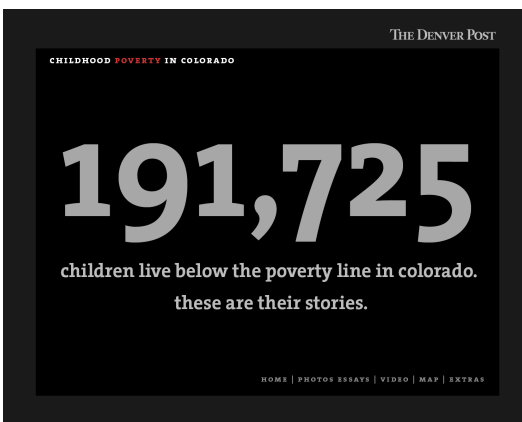 THE DENVER POST
CHILDHOOD POVERTY IN COLORADO
191,725
children live below the poverty line in colorado.
these are their stories.
HOME | PHOTOS ESSAYS | VIDEO | MAP | EXTRAS